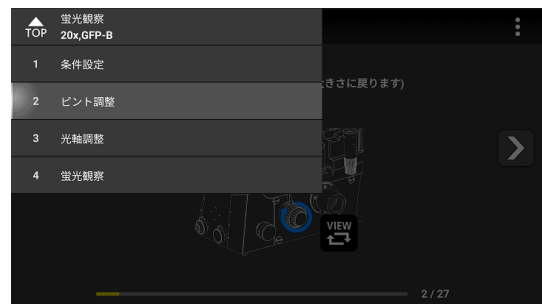 蛍光観察
TOP 20x,GFP-B
1 条件設定
2 ピント調整
きさに戻ります)
3 光軸調整
4 蛍光観察
VIEW
2 / 27